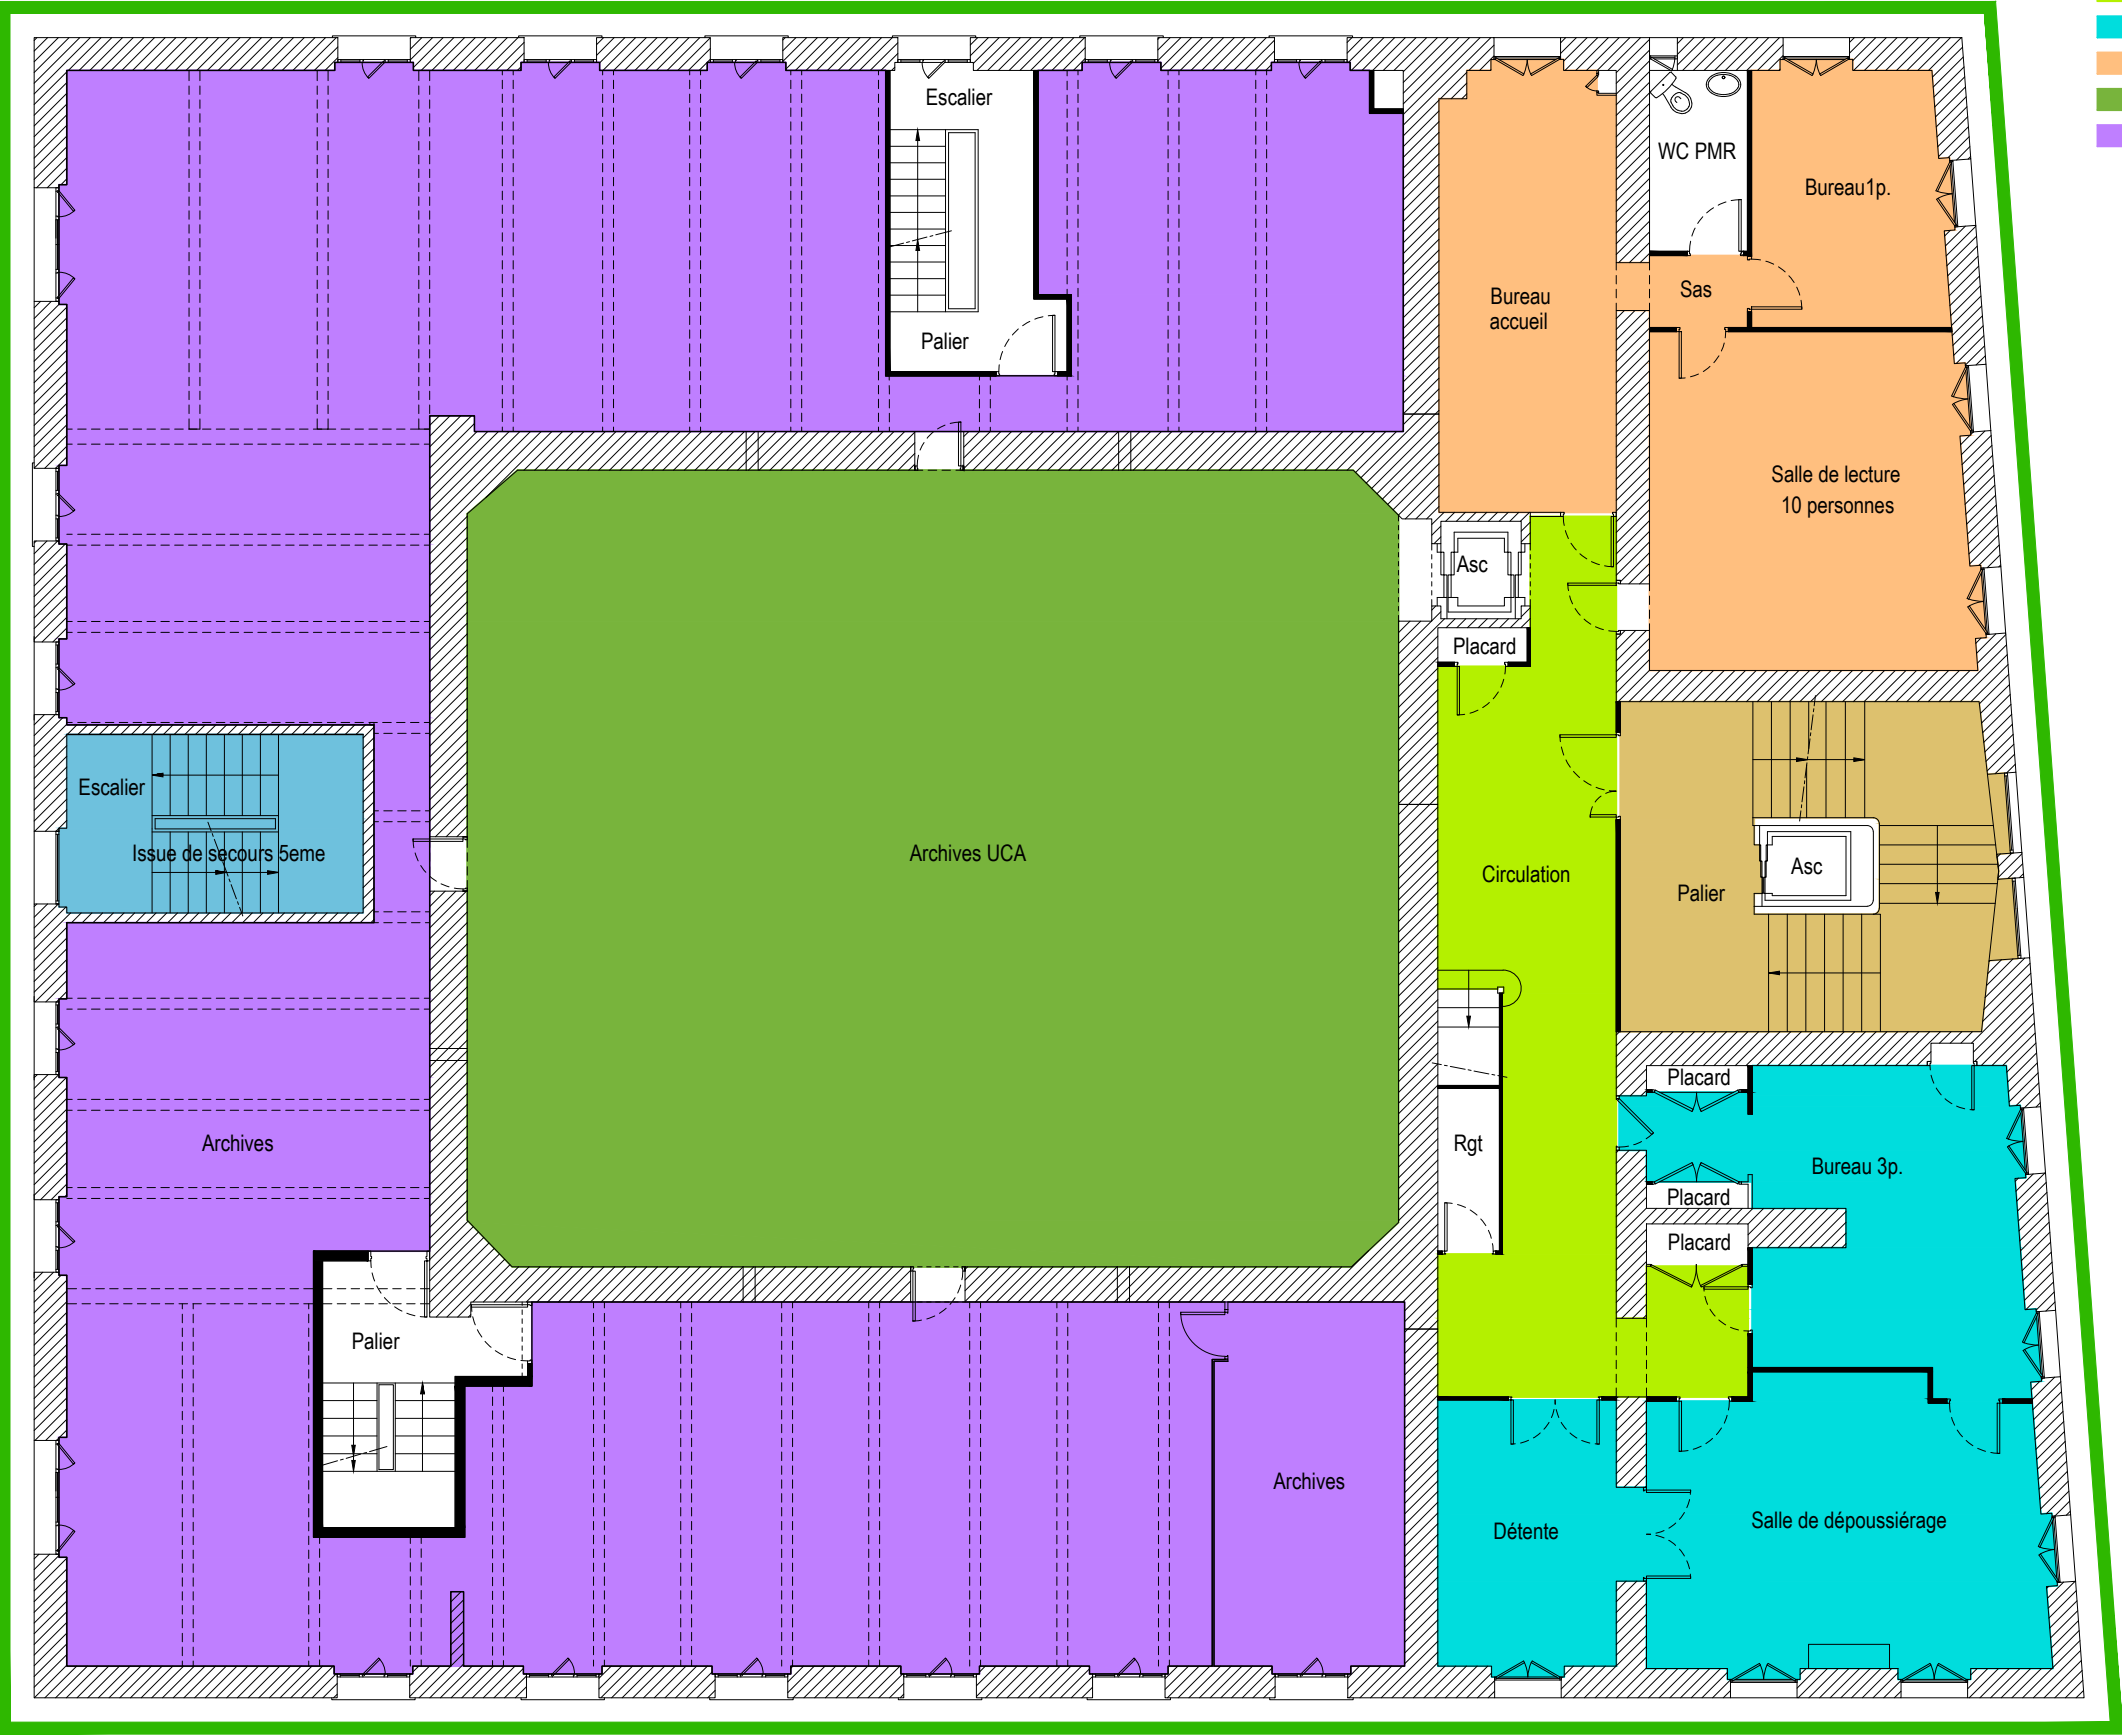 Escalier
WC PMR
Bureau1p.
Sas
Bureau
accueil
Palier
Salle de lecture
10 personnes
Asc
Placard
Escalier
Issue de secours 5eme
Archives UCA
Circulation
Palier
Asc
Placard
Archives
Rgt
Bureau 3p.
Placard
Placard
Palier
Archives
Détente
Salle de dépoussiérage